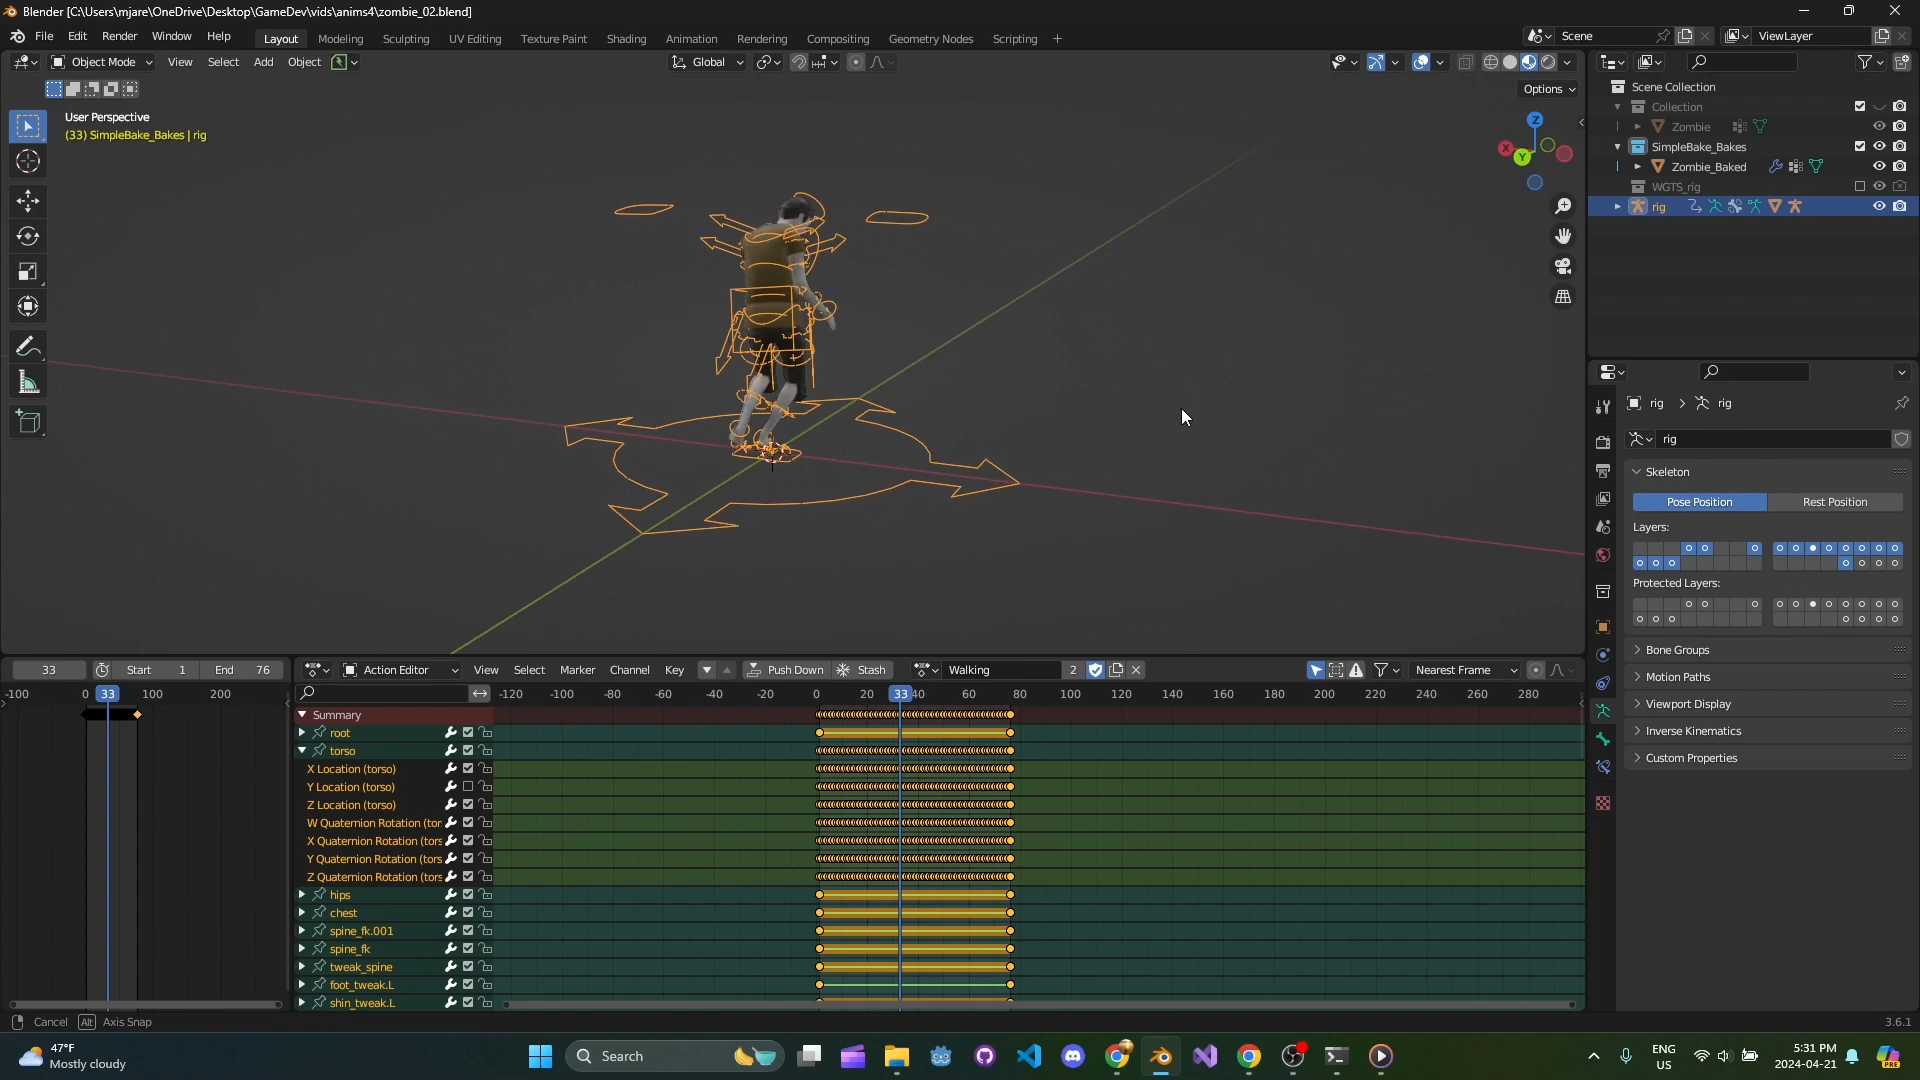 Blender [C:\Users\mjare\OneDrive\Desktop\GameDev\vids\anims4\zombie_02.blend]
File Edit Render Window Help
Layout Modeling Sculpting UV Editing Texture Paint Shading Animation Rendering Compositing Geometry Nodes Scripting +
Scene
ViewLayer
Object Mode View Select Add Object
Global
Options
User Perspective
(33) SimpleBake_Bakes | rig
Z
X
Y
Scene Collection
Collection
Zombie
SimpleBake_Bakes
Zombie_Baked
WGTS_rig
rig
rig > rig
rig
Skeleton
Pose Position Rest Position
Layers:
Protected Layers:
Bone Groups
Motion Paths
Viewport Display
Inverse Kinematics
Custom Properties
33 Start 1 End 76
Action Editor View Select Marker Channel Key Push Down Stash Walking 2 Nearest Frame
-100 0 33 100 200
-120 -100 -80 -60 -40 -20 0 20 33 40 60 80 100 120 140 160 180 200 220 240 260 280
Summary
root
torso
X Location (torso)
Y Location (torso)
Z Location (torso)
W Quaternion Rotation (tor
X Quaternion Rotation (tors
Y Quaternion Rotation (tors
Z Quaternion Rotation (tors
hips
chest
spine_fk.001
spine_fk
tweak_spine
foot_tweak.L
shin_tweak.L
Cancel Alt Axis Snap
3.6.1
47°F
Mostly cloudy
Search
ENG
US
5:31 PM
2024-04-21
PRE